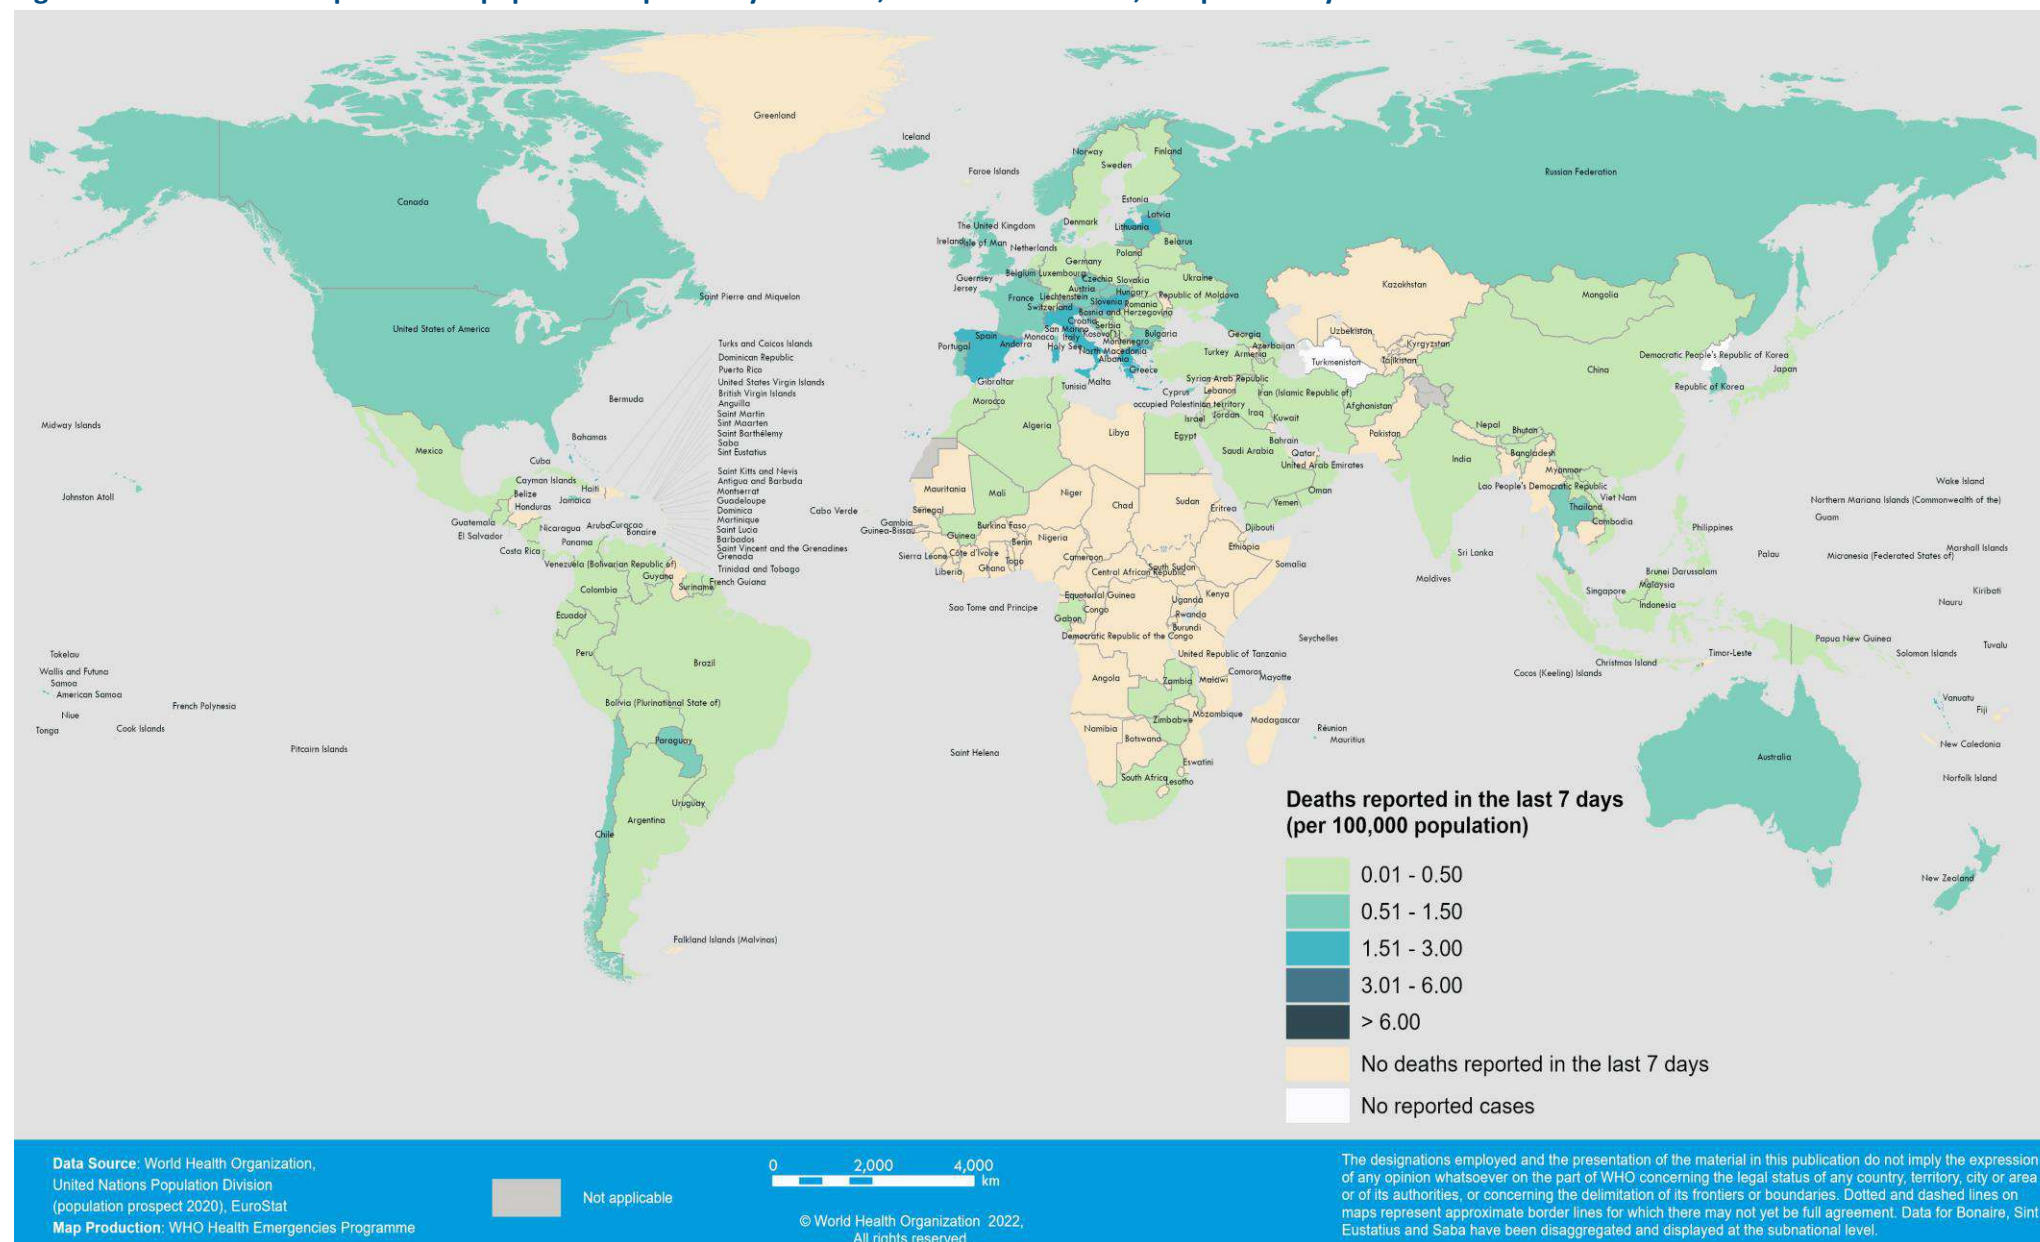 Greenland
Iceland
Faroe Islands
Norway
Sweden
Finland
Russian Federation
Canada
Estonia
Latvia
Denmark
Lithuania
The United Kingdom
Isle of Man
Netherlands
Belarus
Poland
Germany
Guernsey
Belgium
Luxembourg
Czechia
Slovakia
Ukraine
Jersey
Austria
Kazakhstan
France
Liechtenstein
Hungary
Republic of Moldova
Mongolia
Saint Pierre and Miquelon
Switzerland
Slovenia
Romania
Bosnia and Herzegovina
Croatia
United States of America
San Marino
Serbia
Uzbekistan
Spain
Monaco
Italy
Bulgaria
Georgia
Turks and Caicos Islands
Portugal
Andorra
Holy See
Montenegro
Azerbaijan
Kyrgyzstan
North Macedonia
Turkey
Armenia
Democratic People's Republic of Korea
Dominican Republic
Albania
Turkmenistan
Tajikistan
Puerto Rico
Greece
China
Japan
United States Virgin Islands
Gibraltar
Tunisia
Malta
Syrian Arab Republic
Republic of Korea
British Virgin Islands
Cyprus
Lebanon
Iran (Islamic Republic of)
Bermuda
Anguilla
Morocco
occupied Palestinian territory
Afghanistan
Saint Martin
Israel
Jordan
Iraq
Kuwait
Midway Islands
Sint Maarten
Algeria
Libya
Nepal
Bhutan
Bahamas
Saint Barthélemy
Egypt
Bahrain
Pakistan
Mexico
Saba
Saudi Arabia
Qatar
Bangladesh
Sint Eustatius
United Arab Emirates
India
Cuba
Myanmar
Saint Kitts and Nevis
Cayman Islands
Antigua and Barbuda
Wake Island
Belize
Haiti
Montserrat
Mauritania
Mali
Niger
Oman
Lao People's Democratic Republic
Johnston Atoll
Jamaica
Guadeloupe
Chad
Sudan
Yemen
Viet Nam
Northern Mariana Islands (Commonwealth of the)
Honduras
Dominica
Cabo Verde
Senegal
Eritrea
Thailand
Guam
Guatemala
Nicaragua
Aruba
Curaçao
Martinique
Gambia
Burkina Faso
Djibouti
Cambodia
Philippines
El Salvador
Bonaire
Saint Lucia
Guinea-Bissau
Guinea
Benin
Nigeria
Panama
Barbados
Ethiopia
Marshall Islands
Costa Rica
Saint Vincent and the Grenadines
Sierra Leone
Côte d'Ivoire
Cameroon
Sri Lanka
Palau
Micronesia (Federated States of)
Grenada
Togo
South Sudan
Somalia
Venezuela (Bolivarian Republic of)
Trinidad and Tobago
Liberia
Ghana
Central African Republic
Maldives
Brunei Darussalam
Guyana
French Guiana
Malaysia
Colombia
Suriname
Equatorial Guinea
Kenya
Singapore
Kiribati
Uganda
Sao Tome and Principe
Congo
Indonesia
Nauru
Ecuador
Gabon
Rwanda
Burundi
Democratic Republic of the Congo
Seychelles
Papua New Guinea
Tokelau
Peru
Brazil
United Republic of Tanzania
Timor-Leste
Solomon Islands
Tuvalu
Wallis and Futuna
Christmas Island
Samoa
Angola
Zambia
Malawi
Comoros
Mayotte
Cocos (Keeling) Islands
American Samoa
French Polynesia
Bolivia (Plurinational State of)
Vanuatu
Niue
Zimbabwe
Mozambique
Madagascar
Fiji
Tonga
Cook Islands
Paraguay
Namibia
Botswana
Réunion
Mauritius
Pitcairn Islands
Saint Helena
New Caledonia
Eswatini
Australia
South Africa
Lesotho
Norfolk Island
Uruguay
Argentina
Chile
New Zealand
Falkland Islands (Malvinas)
Deaths reported in the last 7 days
(per 100,000 population)
0.01 - 0.50
0.51 - 1.50
1.51 - 3.00
3.01 - 6.00
> 6.00
No deaths reported in the last 7 days
No reported cases
Data Source: World Health Organization,
United Nations Population Division
(population prospect 2020), EuroStat
Map Production: WHO Health Emergencies Programme
Not applicable
0 2,000 4,000
km
© World Health Organization 2022,
All rights reserved
The designations employed and the presentation of the material in this publication do not imply the expression
of any opinion whatsoever on the part of WHO concerning the legal status of any country, territory, city or area
or of its authorities, or concerning the delimitation of its frontiers or boundaries. Dotted and dashed lines on
maps represent approximate border lines for which there may not yet be full agreement. Data for Bonaire, Sint
Eustatius and Saba have been disaggregated and displayed at the subnational level.